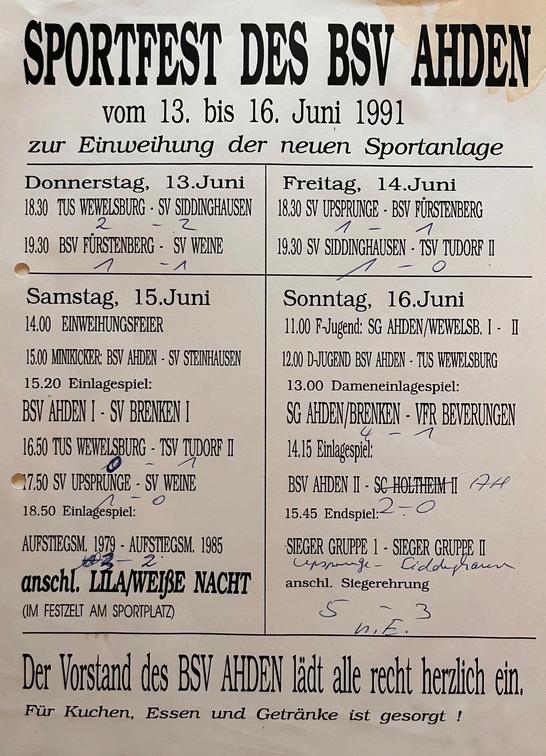 SPORTFEST DES BSV AHDEN
vom 13. bis 16. Juni 1991
zur Einweihung der neuen Sportanlage
Donnerstag, 13.Juni
18.30 TUS WEWELSBURG - SV SIDDINGHAUSEN
2 - 2
19.30 BSV FÜRSTENBERG - SV WEINE
1 - 1
Freitag, 14.Juni
18.30 SV UPSPRUNGE - BSV FÜRSTENBERG
1 - 1
19.30 SV SIDDINGHAUSEN - TSV TUDORF II
1 - 0
Samstag, 15.Juni
14.00 EINWEIHUNGSFEIER
15.00 MINIKICKER: BSV AHDEN - SV STEINHAUSEN
15.20 Einlagespiel:
BSV AHDEN I - SV BRENKEN I
16.50 TUS WEWELSBURG - TSV TUDORF II
0 - 1
17.50 SV UPSPRUNGE - SV WEINE
1 - 0
18.50 Einlagespiel:
AUFSTIEGSM. 1979 - AUFSTIEGSM. 1985
- 2
anschl. LILA/WEIßE NACHT
(IM FESTZELT AM SPORTPLATZ)
Sonntag, 16.Juni
11.00 F-Jugend: SG AHDEN/WEWELSB. I - II
12.00 D-JUGEND BSV AHDEN - TUS WEWELSBURG
13.00 Dameneinlagespiel:
SG AHDEN/BRENKEN - VFR BEVERUNGEN
4 - 1
14.15 Einlagespiel:
BSV AHDEN II - SC HOLTHEIM II AH
2-0
15.45 Endspiel:
SIEGER GRUPPE 1 - SIEGER GRUPPE II
Upsprunge - Siddinghausen
anschl. Siegerehrung
5 - 3
n.E.
Der Vorstand des BSV AHDEN lädt alle recht herzlich ein.
Für Kuchen, Essen und Getränke ist gesorgt !